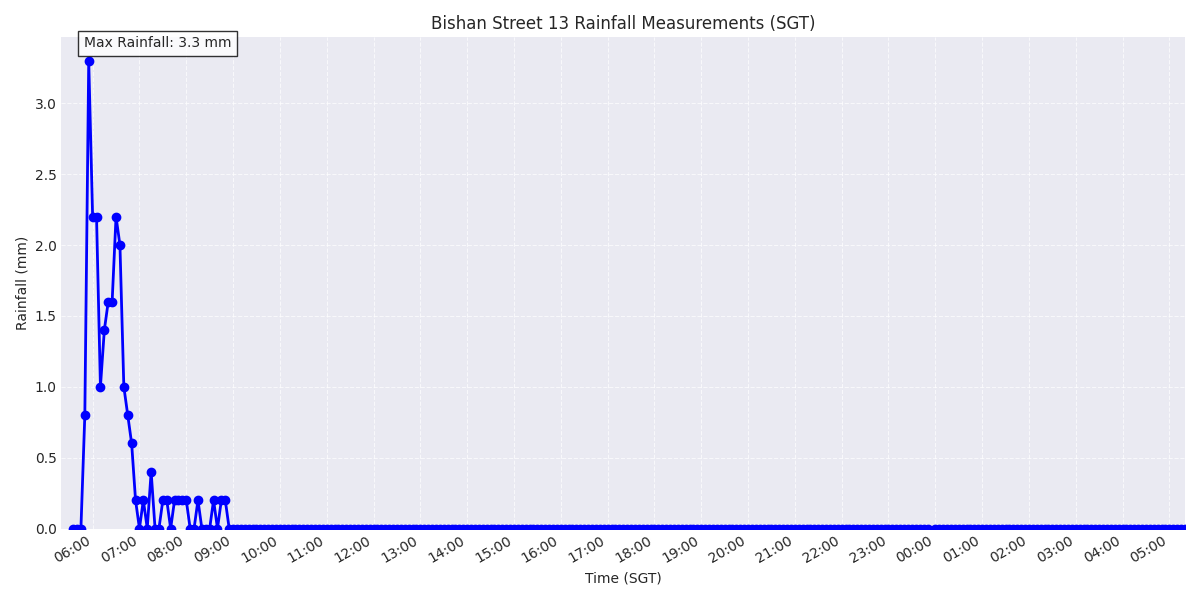 Bishan Street 13 Rainfall Measurements (SGT)
Max Rainfall: 3.3 mm
Rainfall (mm)
3.0
2.5
2.0
1.5
1.0
0.5
0.0
06:00 07:00 08:00 09:00 10:00 11:00 12:00 13:00 14:00 15:00 16:00 17:00 18:00 19:00 20:00 21:00 22:00 23:00 00:00 01:00 02:00 03:00 04:00 05:00
Time (SGT)